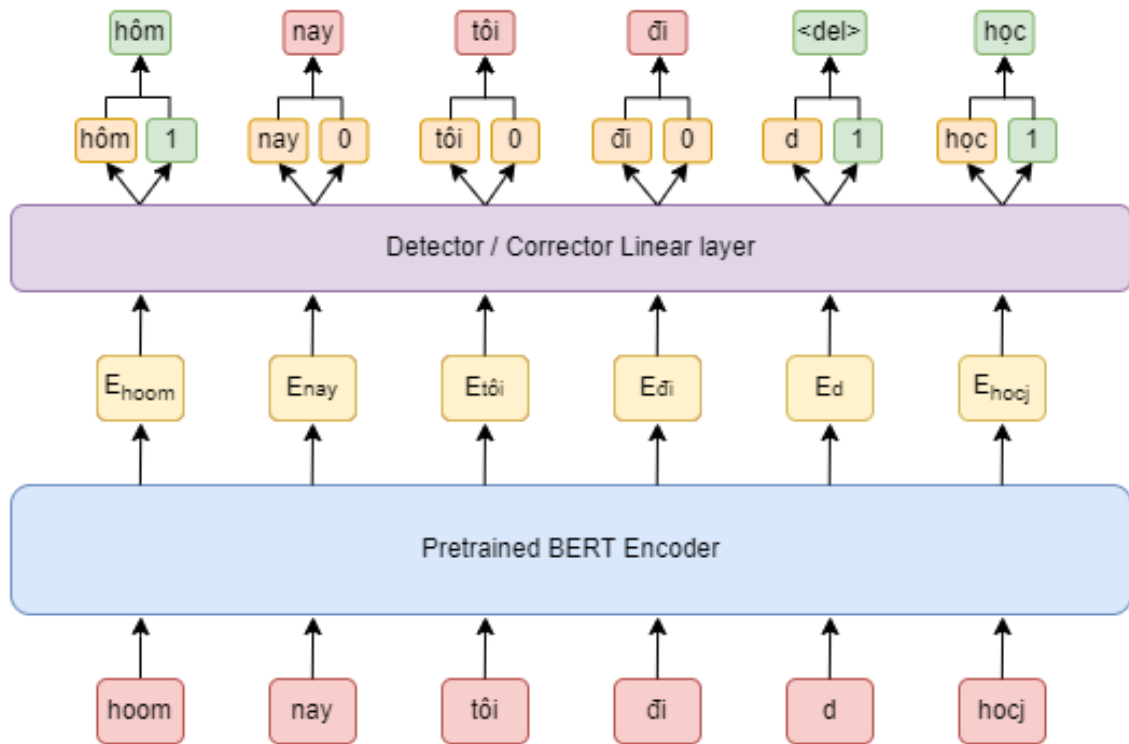 hôm nay tôi đi <del> học
hôm 1 nay 0 tôi 0 đi 0 d 1 học 1
Detector / Corrector Linear layer
Ehoom Enay Etôi Eđi Ed Ehocj
Pretrained BERT Encoder
hoom nay tôi đi d hocj